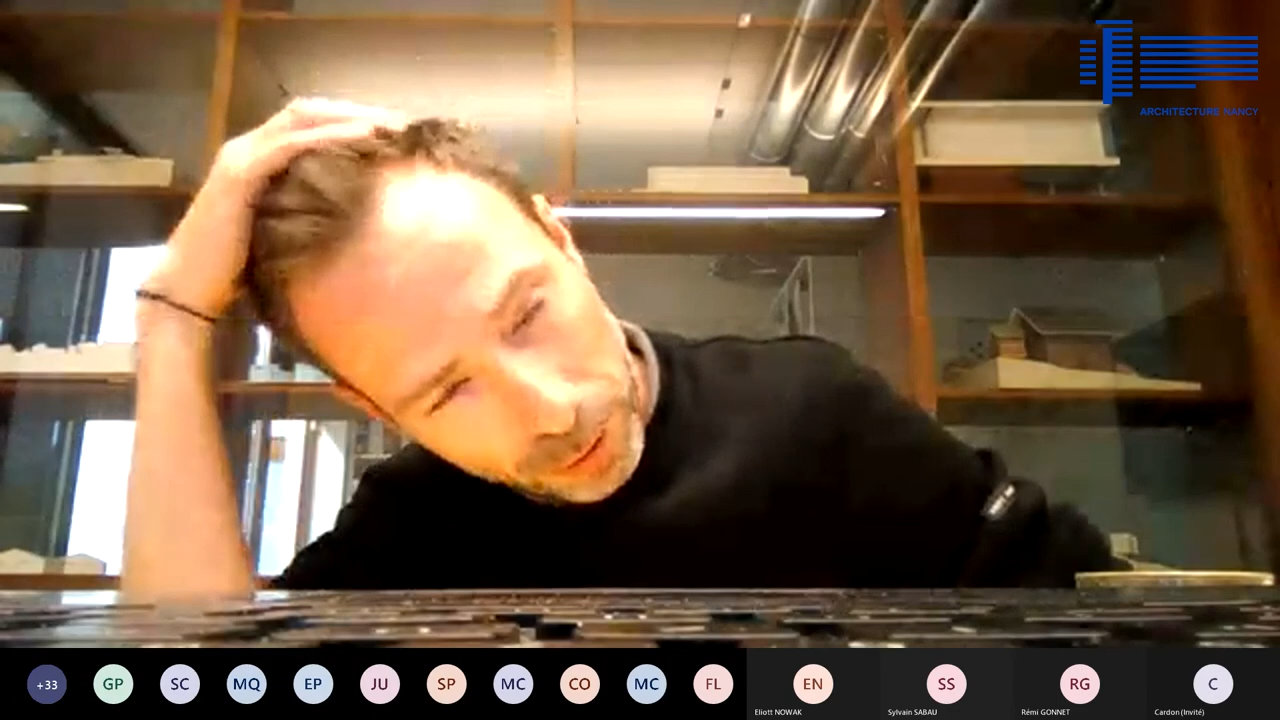 ARCHITECTURE NANCY
+33
GP
SC
MQ
EP
JU
SP
MC
CO
MC
FL
EN
SS
RG
C
Eliott NOWAK
Sylvain SABAU
Rémi GONNET
Cardon (Invité)